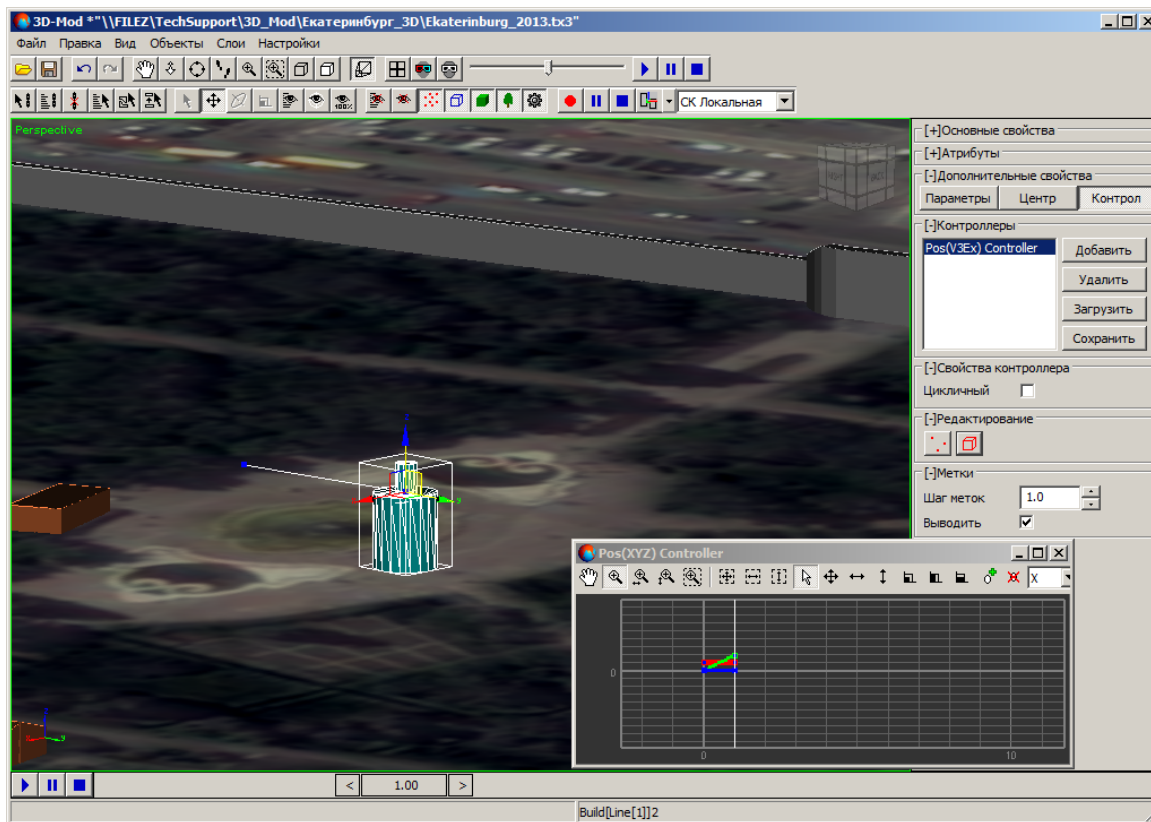 3D-Mod *"\\FILEZ\TechSupport\3D_Mod\Екатеринбург_3D\Ekaterinburg_2013.tx3"
Файл Правка Вид Объекты Слои Настройки
100%
СК Локальная
Perspective
[+]Основные свойства
[+]Атрибуты
[-]Дополнительные свойства
Параметры Центр Контрол
[-]Контроллеры
Pos(V3Ex) Controller
Добавить
Удалить
Загрузить
Сохранить
[-]Свойства контроллера
Цикличный
[-]Редактирование
[-]Метки
Шаг меток 1.0
Выводить
Pos(XYZ) Controller
X
0
0 10
< 1.00 >
Build[Line[1]]2